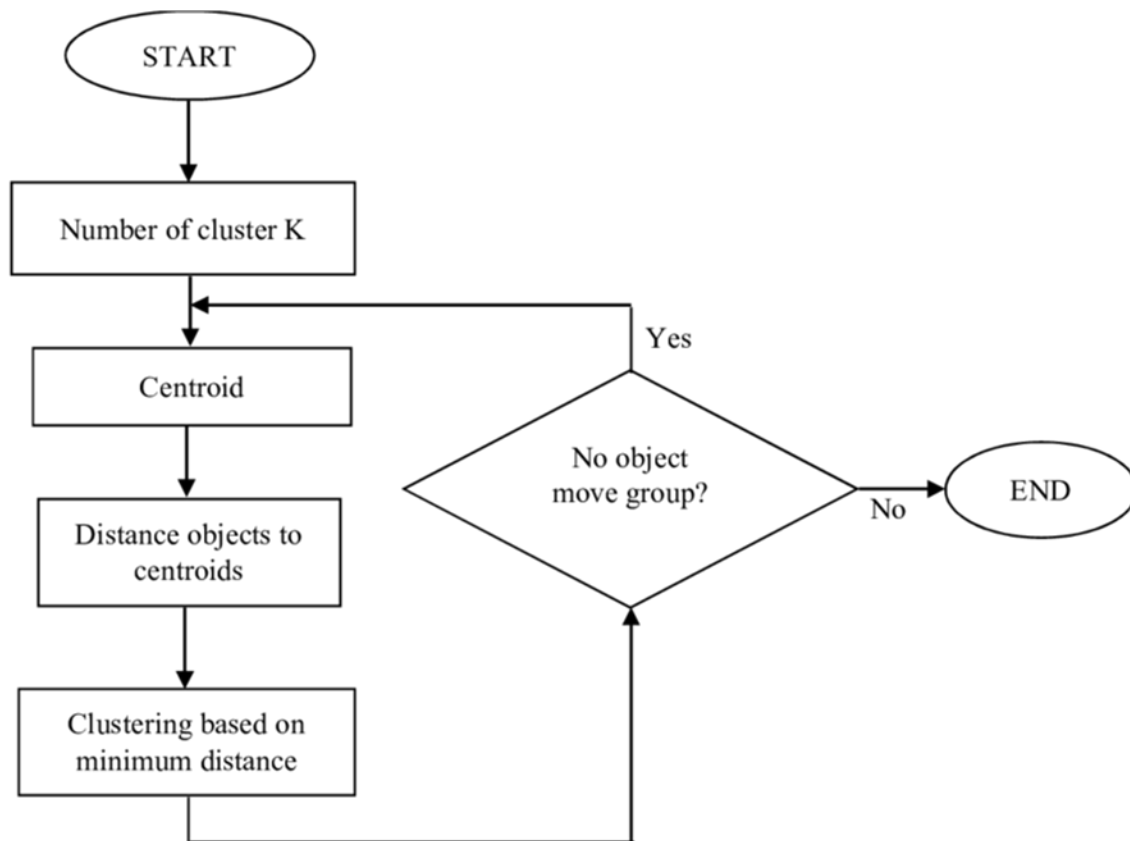 START
Number of cluster K
Centroid
Distance objects to
centroids
Clustering based on
minimum distance
No object
move group?
Yes
No
END